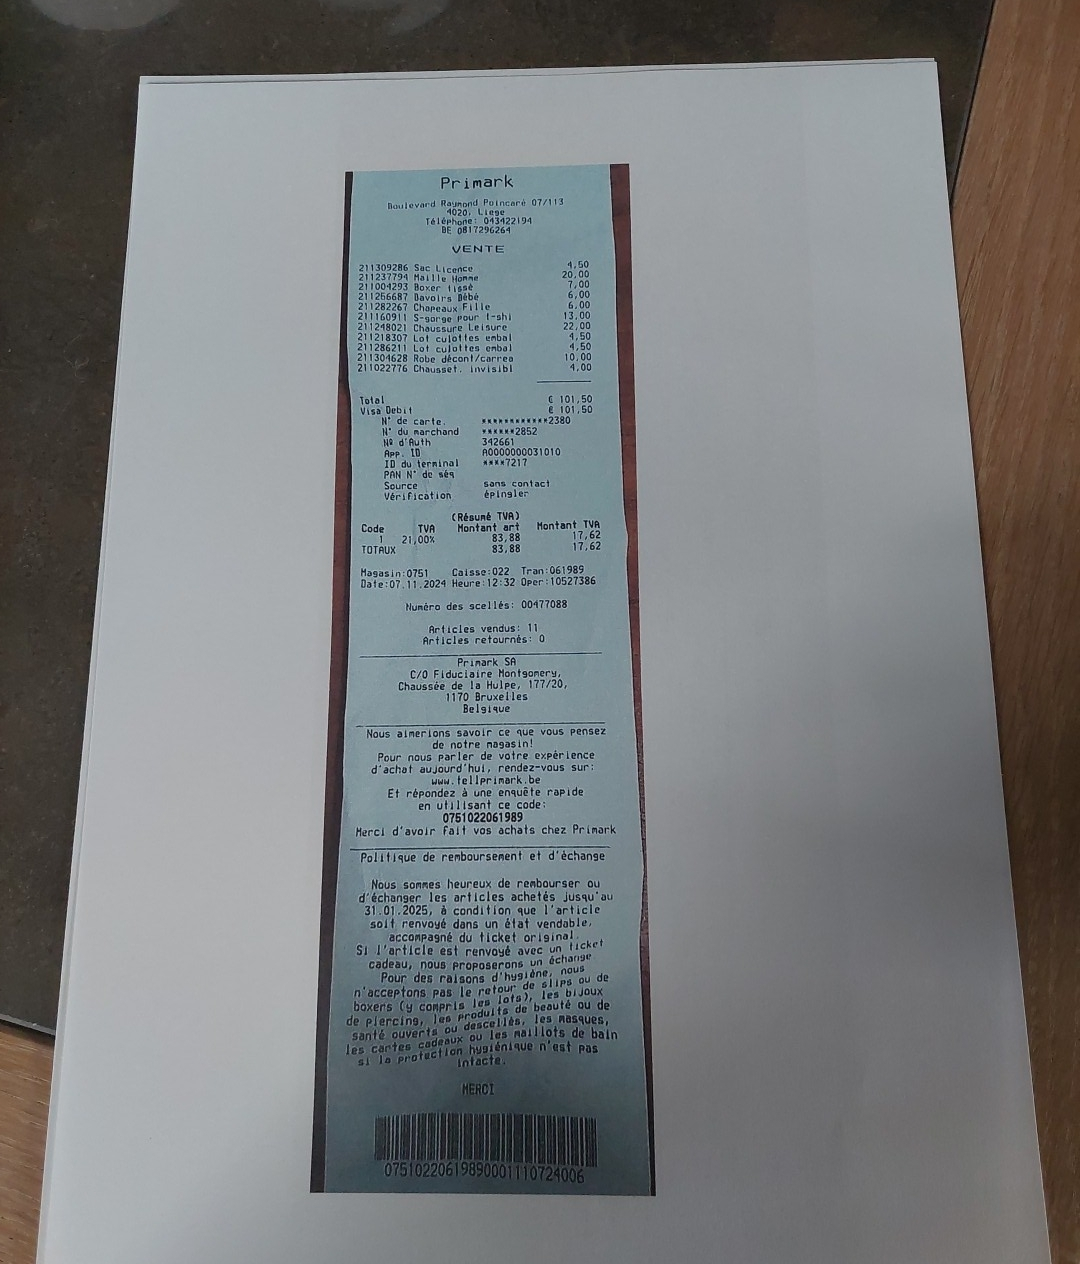 Primark
Boulevard Raymond Poincaré 07/113
4020, Liege
Téléphone: 043422194
BE 0817296264
VENTE
211309286 Sac Licence 4,50
211237794 Maille Homme 20,00
211004293 Boxer tissé 7,00
211256687 Bavoirs Bébé 6,00
211282267 Chapeaux Fille 6,00
211160911 S-gorge pour t-shi 13,00
211248021 Chaussure Leisure 22,00
211218307 Lot culottes embal 4,50
211286211 Lot culottes embal 4,50
211304628 Robe décont/carrea 10,00
211022776 Chausset. invisibl 4,00
Total € 101,50
Visa Debit € 101,50
N° de carte. ************2380
N° du marchand ******2852
Nº d'Auth 342661
App. ID A0000000031010
ID du terminal ****7217
PAN N° de séq
Source sans contact
Vérification épingler
(Résumé TVA)
Code TVA Montant art Montant TVA
1 21,00% 83,88 17,62
TOTAUX 83,88 17,62
Magasin:0751 Caisse:022 Tran:061989
Date:07.11.2024 Heure:12:32 Oper:10527386
Numéro des scellés: 00477088
Articles vendus: 11
Articles retournés: 0
Primark SA
C/O Fiduciaire Montgomery,
Chaussée de la Hulpe, 177/20,
1170 Bruxelles
Belgique
Nous aimerions savoir ce que vous pensez
de notre magasin!
Pour nous parler de votre expérience
d'achat aujourd'hui, rendez-vous sur:
www.tellprimark.be
Et répondez à une enquête rapide
en utilisant ce code:
0751022061989
Merci d'avoir fait vos achats chez Primark
Politique de remboursement et d'échange
Nous sommes heureux de rembourser ou
d'échanger les articles achetés jusqu'au
31.01.2025, à condition que l'article
soit renvoyé dans un état vendable,
accompagné du ticket original.
Si l'article est renvoyé avec un ticket
cadeau, nous proposerons un échange.
Pour des raisons d'hygiène, nous
n'acceptons pas le retour de slips ou de
boxers (y compris les lots), les bijoux
de piercing, les produits de beauté ou de
santé ouverts ou descellés, les masques,
les cartes cadeaux ou les maillots de bain
si la protection hygiénique n'est pas
intacte.
MERCI
07510220619890001110724006